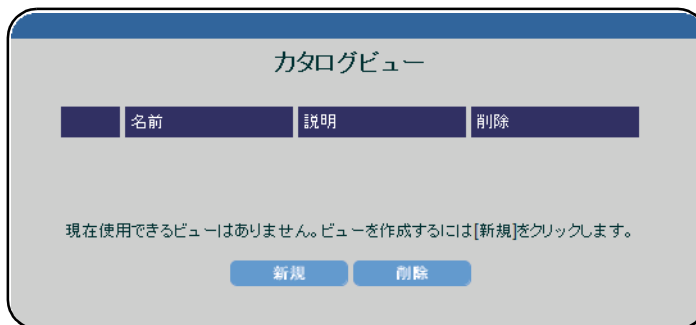 カタログビュー
名前 説明 削除
現在使用できるビューはありません。ビューを作成するには[新規]をクリックします。
新規 削除